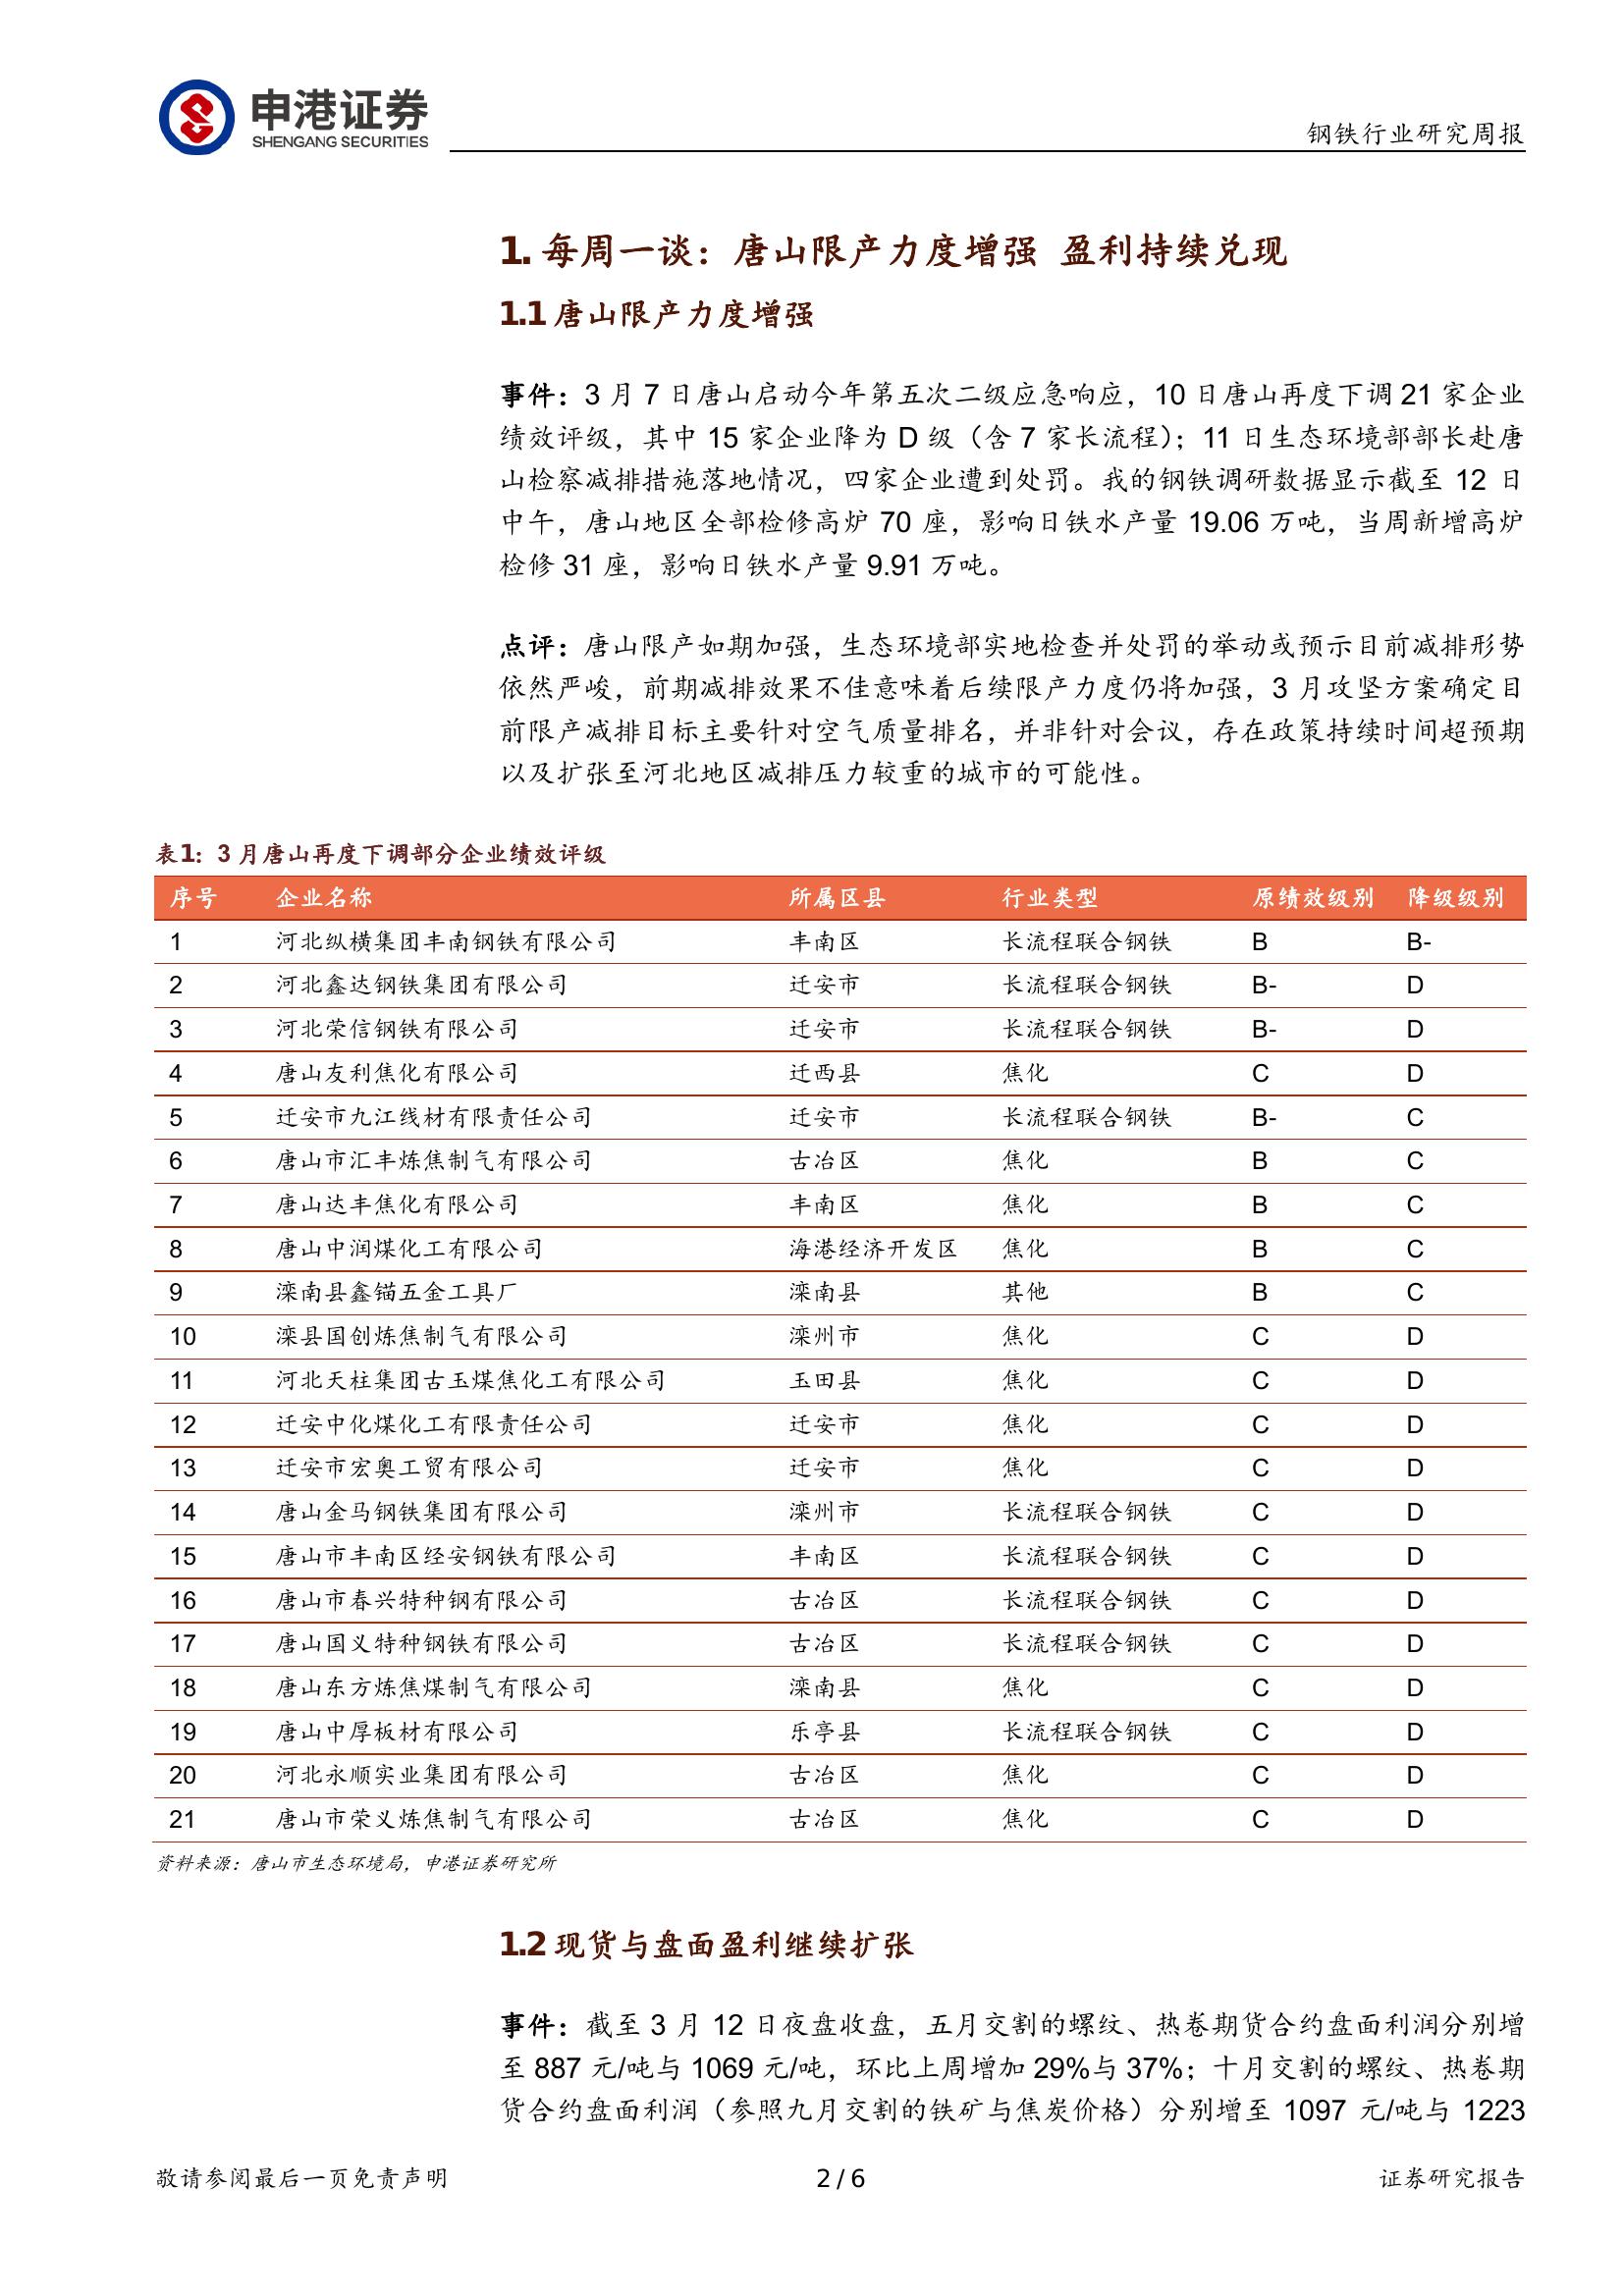 申港证券
SHENGANG SECURITIES
钢铁行业研究周报
1. 每周一谈：唐山限产力度增强 盈利持续兑现
1.1 唐山限产力度增强
事件：3 月 7 日唐山启动今年第五次二级应急响应，10 日唐山再度下调 21 家企业
绩效评级，其中 15 家企业降为 D 级（含 7 家长流程）；11 日生态环境部部长赴唐
山检察减排措施落地情况，四家企业遭到处罚。我的钢铁调研数据显示截至 12 日
中午，唐山地区全部检修高炉 70 座，影响日铁水产量 19.06 万吨，当周新增高炉
检修 31 座，影响日铁水产量 9.91 万吨。
点评：唐山限产如期加强，生态环境部实地检查并处罚的举动或预示目前减排形势
依然严峻，前期减排效果不佳意味着后续限产力度仍将加强，3 月攻坚方案确定目
前限产减排目标主要针对空气质量排名，并非针对会议，存在政策持续时间超预期
以及扩张至河北地区减排压力较重的城市的可能性。
表1：3 月唐山再度下调部分企业绩效评级
序号 企业名称 所属区县 行业类型 原绩效级别 降级级别
1 河北纵横集团丰南钢铁有限公司 丰南区 长流程联合钢铁 B B-
2 河北鑫达钢铁集团有限公司 迁安市 长流程联合钢铁 B- D
3 河北荣信钢铁有限公司 迁安市 长流程联合钢铁 B- D
4 唐山友利焦化有限公司 迁西县 焦化 C D
5 迁安市九江线材有限责任公司 迁安市 长流程联合钢铁 B- C
6 唐山市汇丰炼焦制气有限公司 古冶区 焦化 B C
7 唐山达丰焦化有限公司 丰南区 焦化 B C
8 唐山中润煤化工有限公司 海港经济开发区 焦化 B C
9 滦南县鑫锚五金工具厂 滦南县 其他 B C
10 滦县国创炼焦制气有限公司 滦州市 焦化 C D
11 河北天柱集团古玉煤焦化工有限公司 玉田县 焦化 C D
12 迁安中化煤化工有限责任公司 迁安市 焦化 C D
13 迁安市宏奥工贸有限公司 迁安市 焦化 C D
14 唐山金马钢铁集团有限公司 滦州市 长流程联合钢铁 C D
15 唐山市丰南区经安钢铁有限公司 丰南区 长流程联合钢铁 C D
16 唐山市春兴特种钢有限公司 古冶区 长流程联合钢铁 C D
17 唐山国义特种钢铁有限公司 古冶区 长流程联合钢铁 C D
18 唐山东方炼焦煤制气有限公司 滦南县 焦化 C D
19 唐山中厚板材有限公司 乐亭县 长流程联合钢铁 C D
20 河北永顺实业集团有限公司 古冶区 焦化 C D
21 唐山市荣义炼焦制气有限公司 古冶区 焦化 C D
资料来源：唐山市生态环境局，申港证券研究所
1.2 现货与盘面盈利继续扩张
事件：截至 3 月 12 日夜盘收盘，五月交割的螺纹、热卷期货合约盘面利润分别增
至 887 元/吨与 1069 元/吨，环比上周增加 29%与 37%；十月交割的螺纹、热卷期
货合约盘面利润（参照九月交割的铁矿与焦炭价格）分别增至 1097 元/吨与 1223
敬请参阅最后一页免责声明 2 / 6 证券研究报告